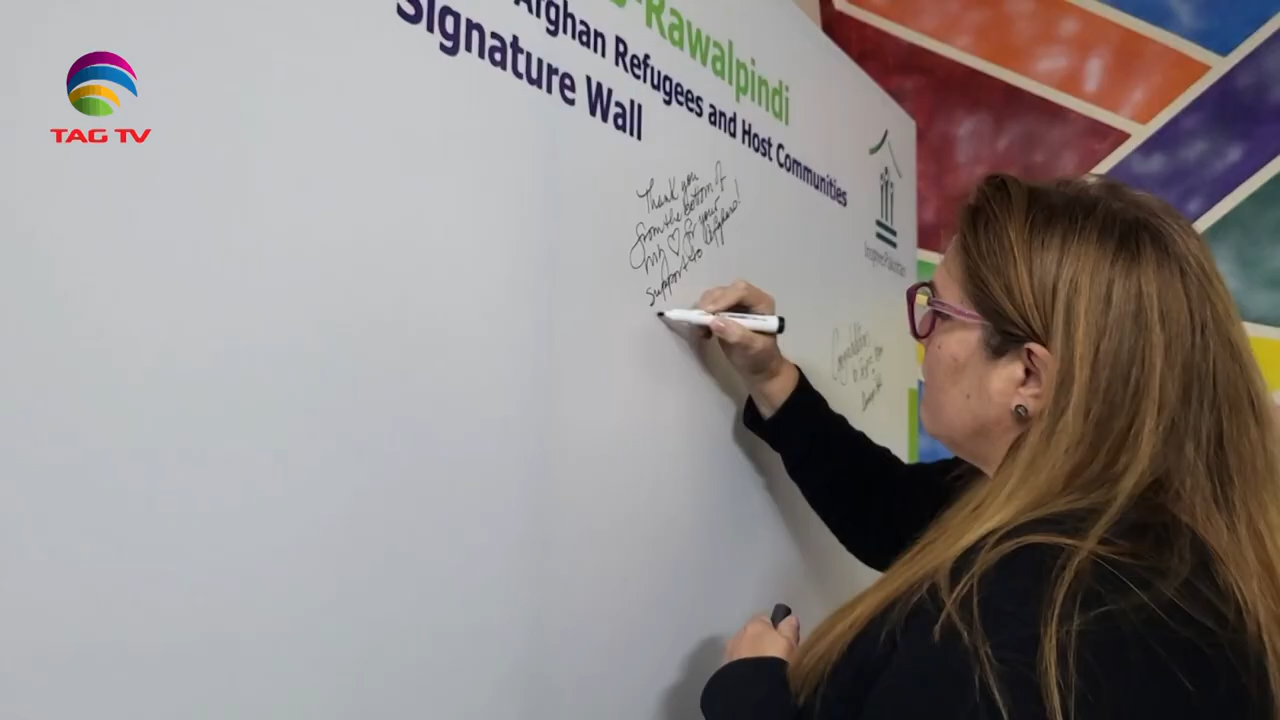 TAG TV
-Rawalpindi
Afghan Refugees and Host Communities
Signature Wall
Thank you
from the bottom of
my ♡ for your
support to Afghans!
InspirePakistan